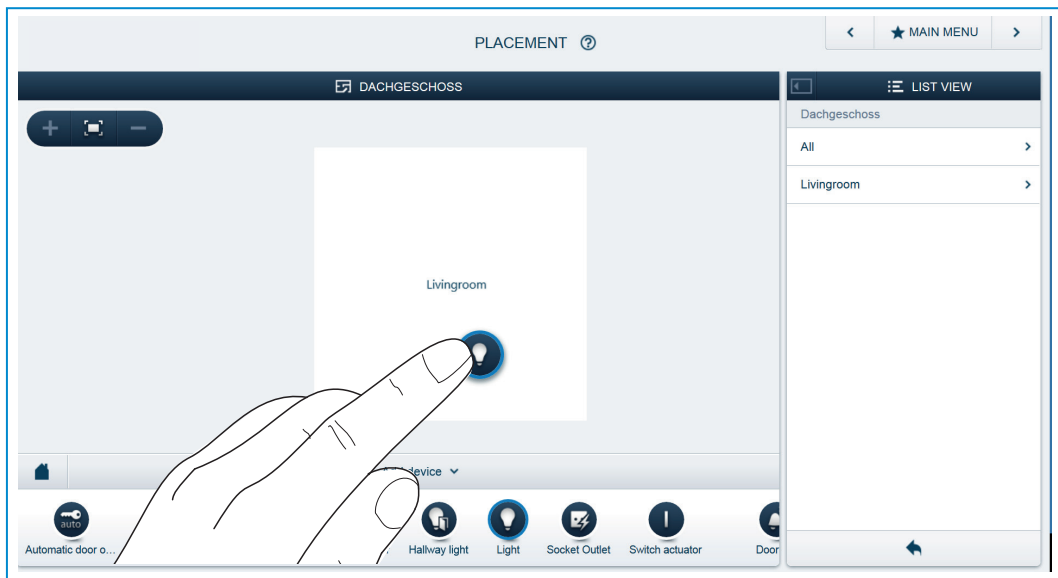 PLACEMENT ?
MAIN MENU
DACHGESCHOSS
LIST VIEW
Dachgeschoss
All
Livingroom
Livingroom
device
auto
Automatic door o...
Hallway light
Light
Socket Outlet
Switch actuator
Door